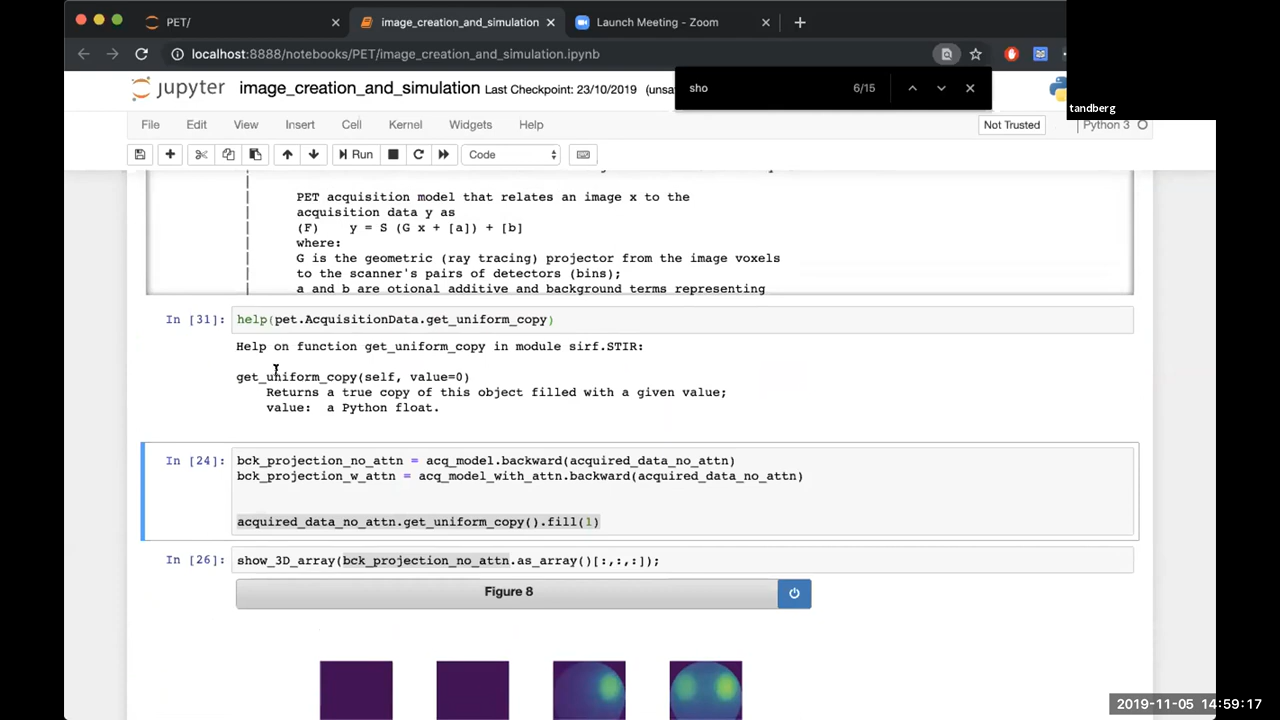 PET/
image_creation_and_simulation
Launch Meeting - Zoom
localhost:8888/notebooks/PET/image_creation_and_simulation.ipynb
sho
6/15
tandberg
jupyter
image_creation_and_simulation Last Checkpoint: 23/10/2019 (unsa
File Edit View Insert Cell Kernel Widgets Help
Not Trusted
Python 3
Run
Code
PET acquisition model that relates an image x to the
acquisition data y as
(F) y = S (G x + [a]) + [b]
where:
G is the geometric (ray tracing) projector from the image voxels
to the scanner's pairs of detectors (bins);
a and b are otional additive and background terms representing
In [31]: help(pet.AcquisitionData.get_uniform_copy)
Help on function get_uniform_copy in module sirf.STIR:
get_uniform_copy(self, value=0)
Returns a true copy of this object filled with a given value;
value: a Python float.
In [24]: bck_projection_no_attn = acq_model.backward(acquired_data_no_attn)
bck_projection_w_attn = acq_model_with_attn.backward(acquired_data_no_attn)
acquired_data_no_attn.get_uniform_copy().fill(1)
In [26]: show_3D_array(bck_projection_no_attn.as_array()[:,:,:]);
Figure 8
2019-11-05 14:59:17